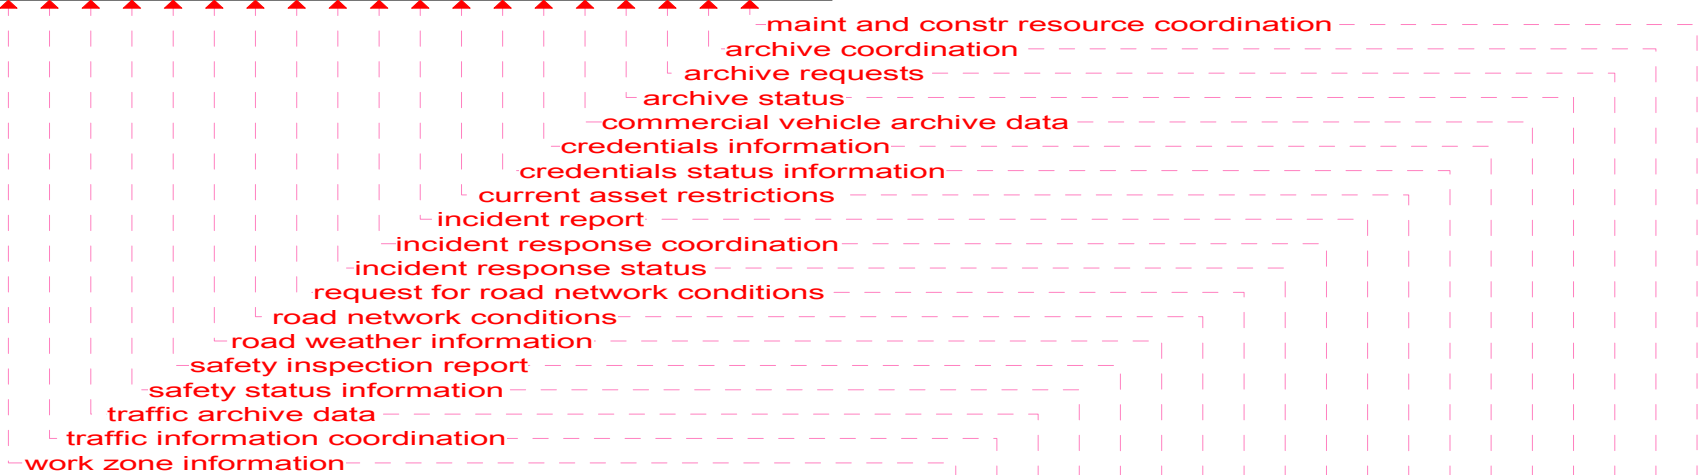 maint and constr resource coordination
archive coordination
archive requests
archive status
commercial vehicle archive data
credentials information
credentials status information
current asset restrictions
incident report
incident response coordination
incident response status
request for road network conditions
road network conditions
road weather information
safety inspection report
safety status information
traffic archive data
traffic information coordination
work zone information